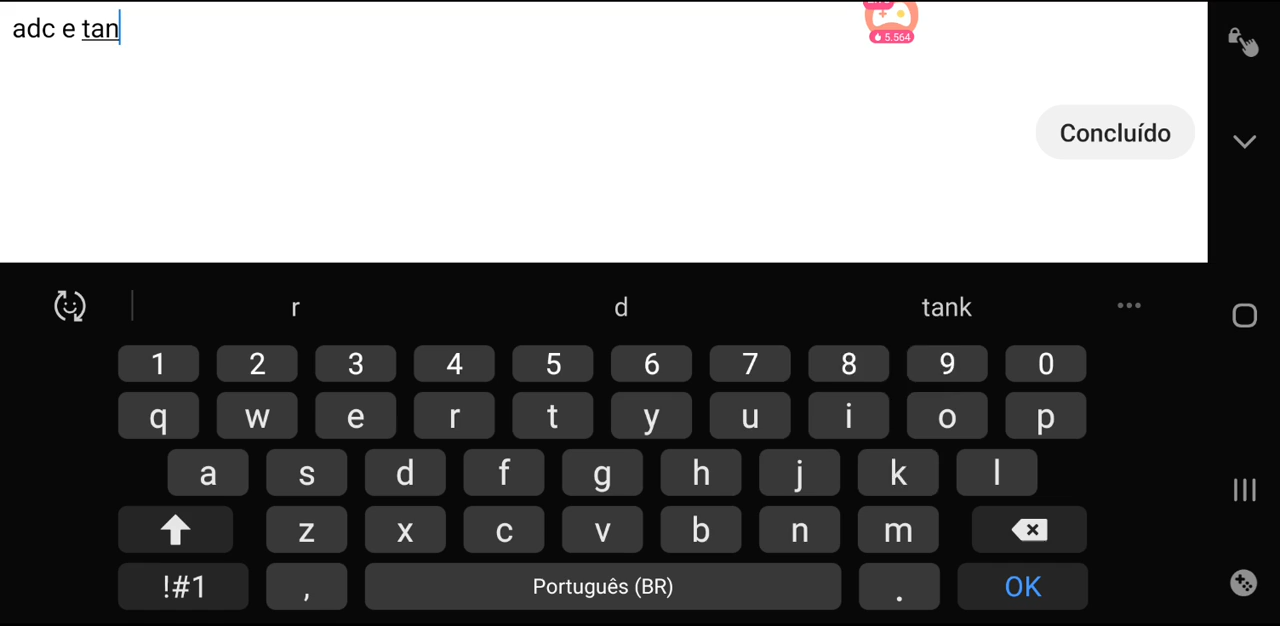 adc e tan
5.564
Concluído
r d tank
1 2 3 4 5 6 7 8 9 0
q w e r t y u i o p
a s d f g h j k l
z x c v b n m
!#1 , Português (BR) . OK